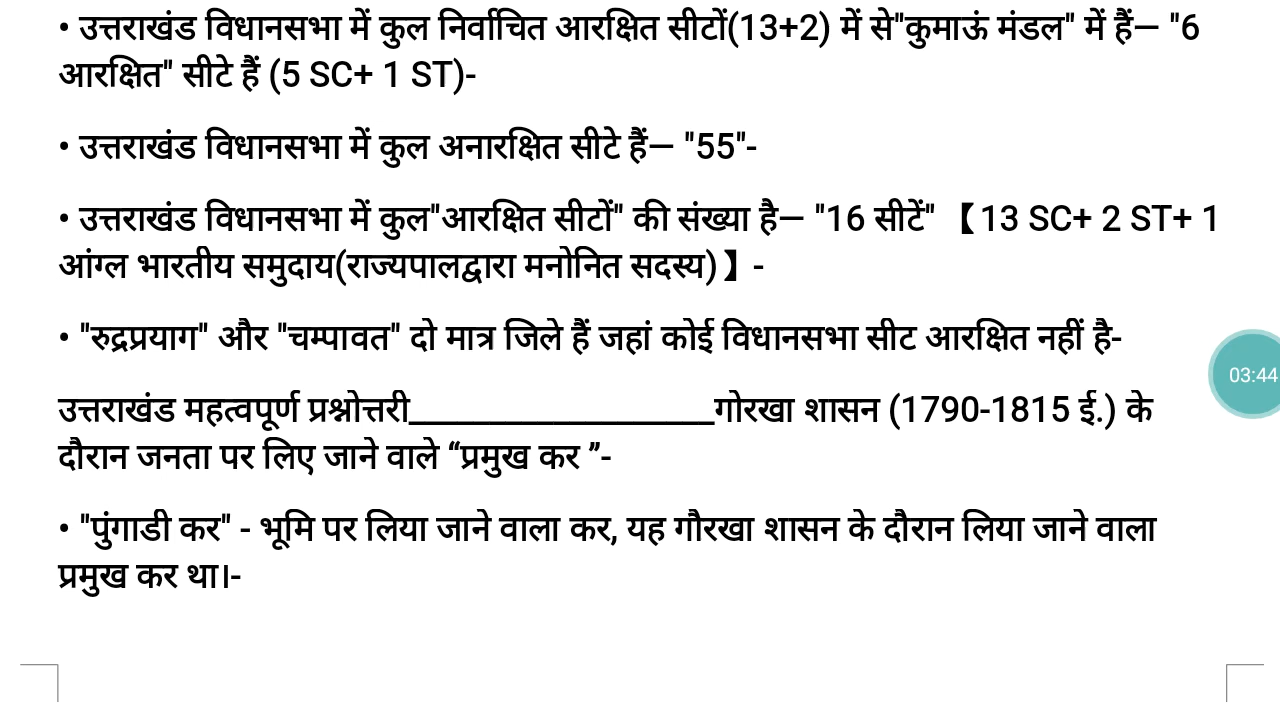 • उत्तराखंड विधानसभा में कुल निर्वाचित आरक्षित सीटों(13+2) में से"कुमाऊं मंडल" में हैं— "6
आरक्षित" सीटे हैं (5 SC+ 1 ST)-
• उत्तराखंड विधानसभा में कुल अनारक्षित सीटे हैं— "55"-
• उत्तराखंड विधानसभा में कुल"आरक्षित सीटों" की संख्या है— "16 सीटें" 【13 SC+ 2 ST+ 1
आंग्ल भारतीय समुदाय(राज्यपालद्वारा मनोनित सदस्य)】-
• "रुद्रप्रयाग" और "चम्पावत" दो मात्र जिले हैं जहां कोई विधानसभा सीट आरक्षित नहीं है-
03:44
उत्तराखंड महत्वपूर्ण प्रश्नोत्तरी_________________गोरखा शासन (1790-1815 ई.) के
दौरान जनता पर लिए जाने वाले “प्रमुख कर ”-
• "पुंगाडी कर" - भूमि पर लिया जाने वाला कर, यह गौरखा शासन के दौरान लिया जाने वाला
प्रमुख कर था।-